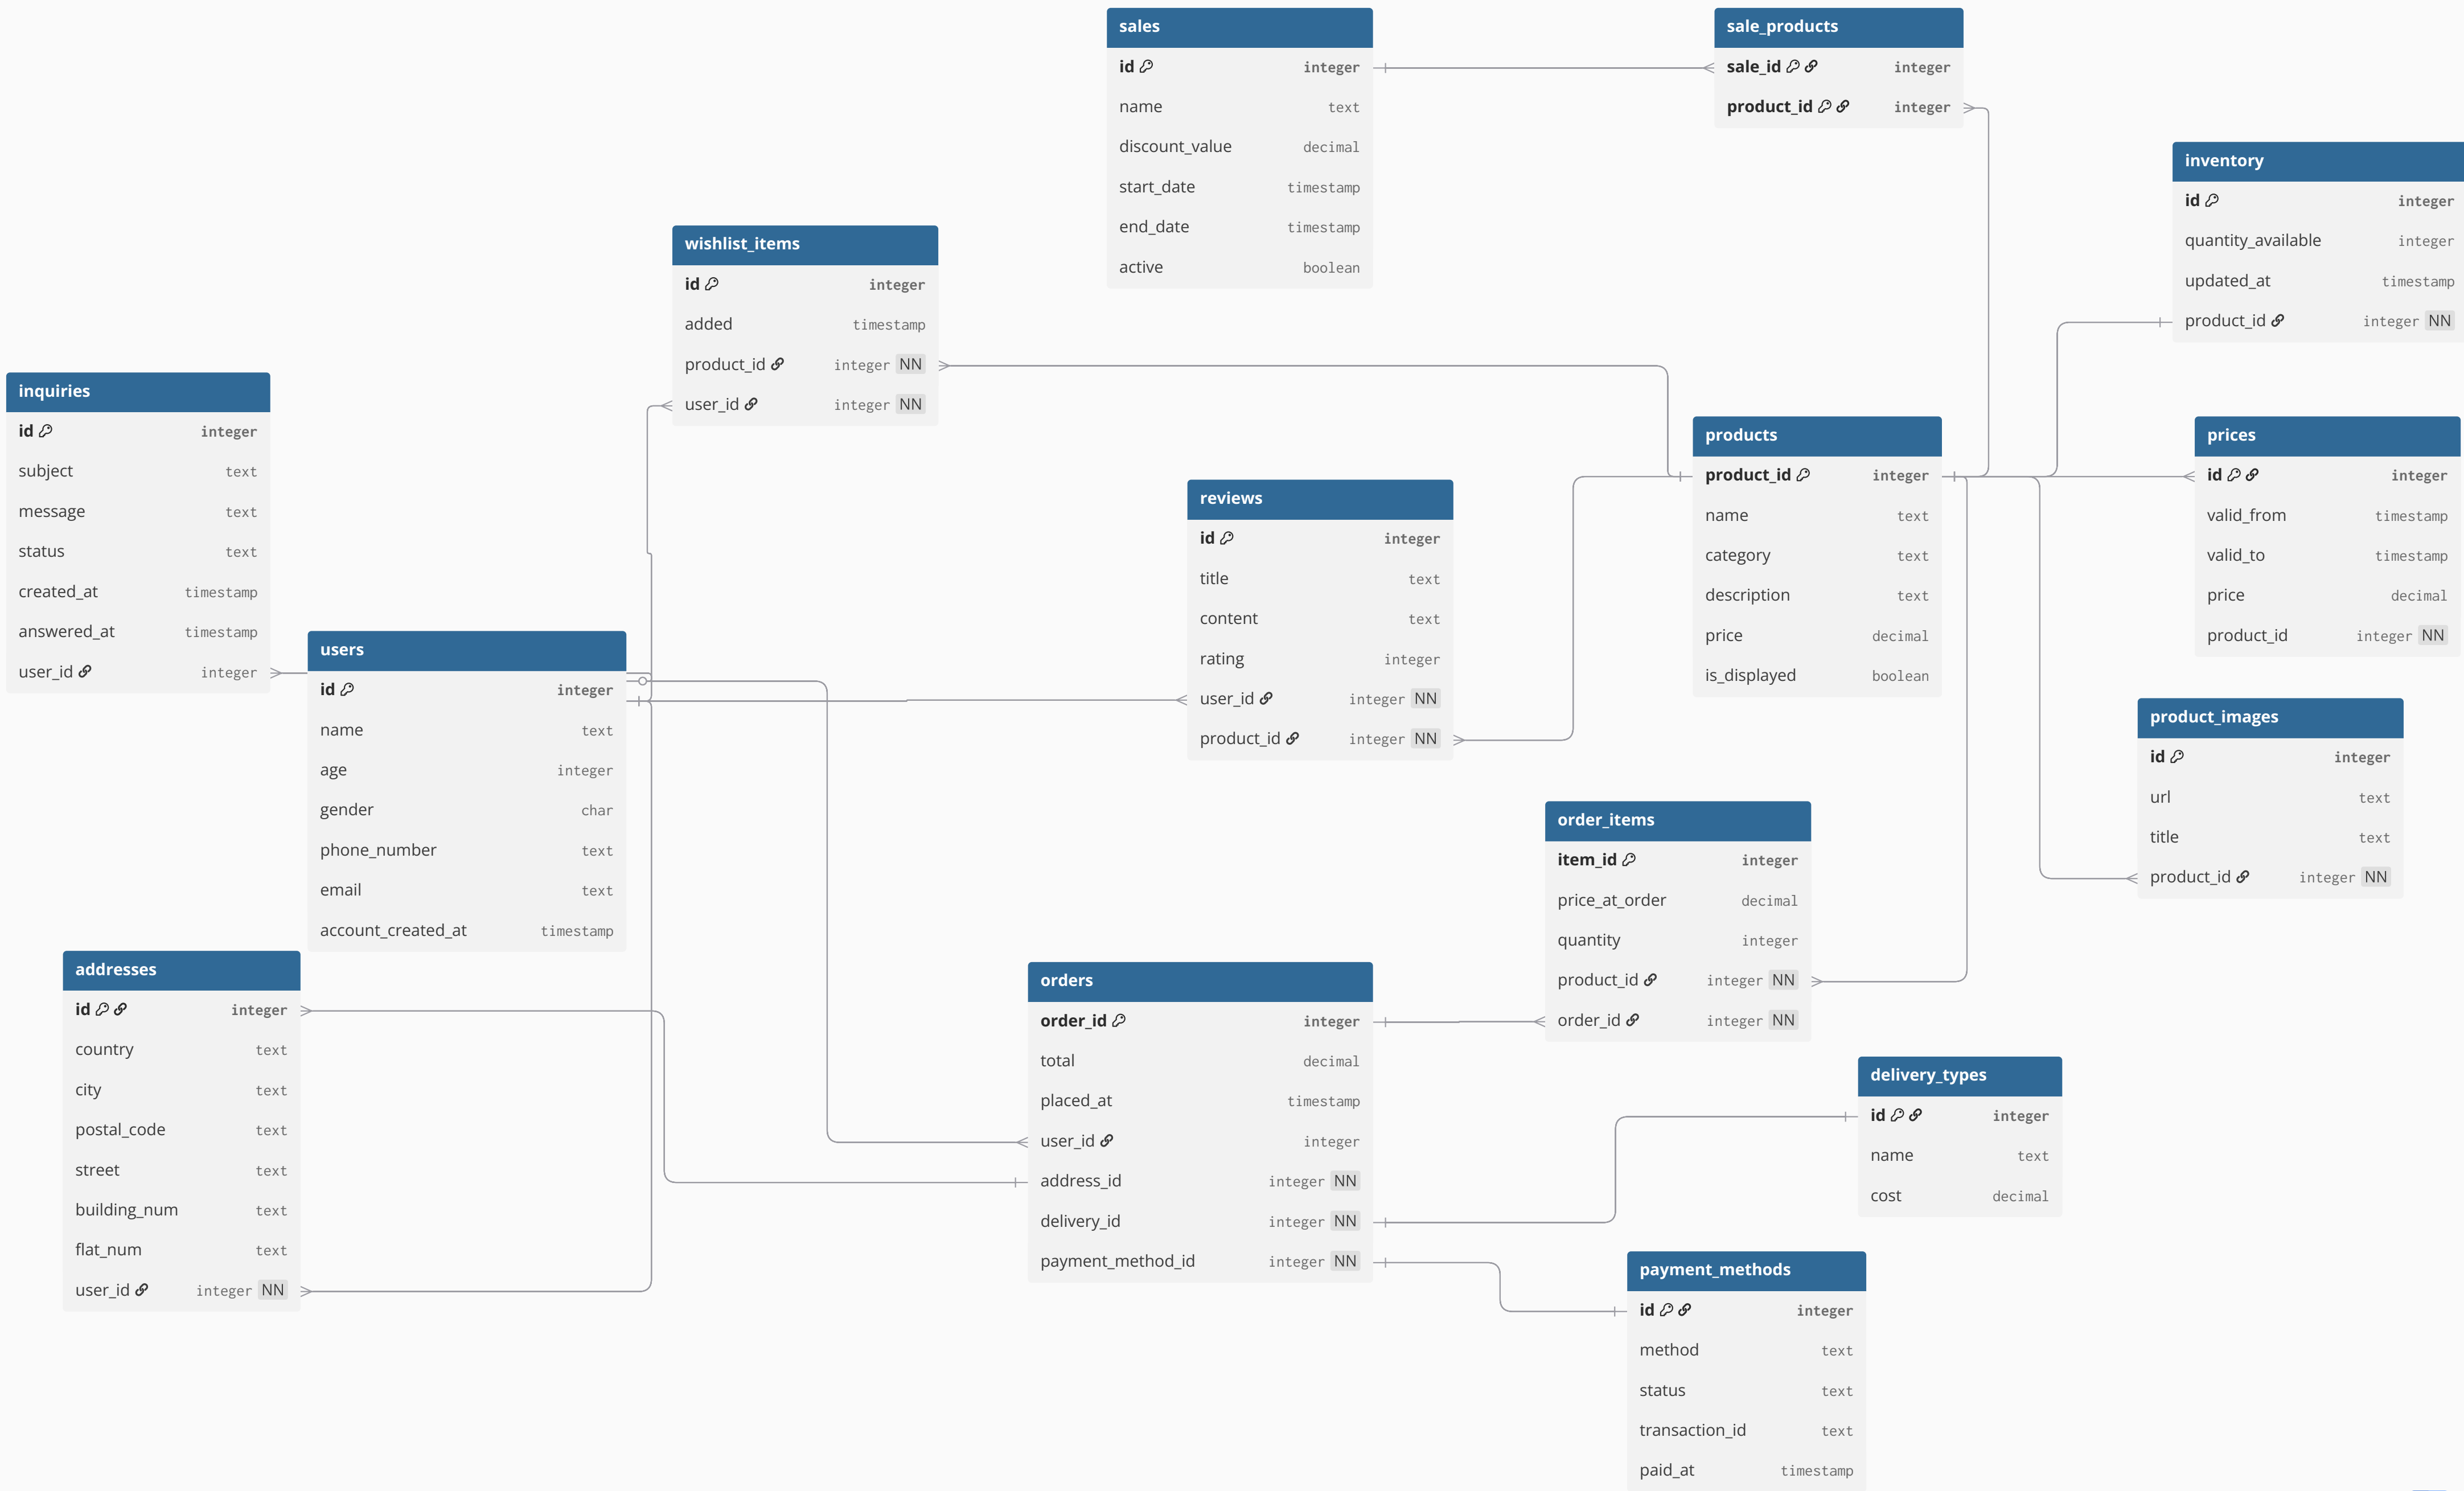 sales
id integer
name text
discount_value decimal
start_date timestamp
end_date timestamp
active boolean
sale_products
sale_id integer
product_id integer
inventory
id integer
quantity_available integer
updated_at timestamp
product_id integer NN
wishlist_items
id integer
added timestamp
product_id integer NN
user_id integer NN
inquiries
id integer
subject text
message text
status text
created_at timestamp
answered_at timestamp
user_id integer
products
product_id integer
name text
category text
description text
price decimal
is_displayed boolean
prices
id integer
valid_from timestamp
valid_to timestamp
price decimal
product_id integer NN
reviews
id integer
title text
content text
rating integer
user_id integer NN
product_id integer NN
users
id integer
name text
age integer
gender char
phone_number text
email text
account_created_at timestamp
product_images
id integer
url text
title text
product_id integer NN
order_items
item_id integer
price_at_order decimal
quantity integer
product_id integer NN
order_id integer NN
addresses
id integer
country text
city text
postal_code text
street text
building_num text
flat_num text
user_id integer NN
orders
order_id integer
total decimal
placed_at timestamp
user_id integer
address_id integer NN
delivery_id integer NN
payment_method_id integer NN
delivery_types
id integer
name text
cost decimal
payment_methods
id integer
method text
status text
transaction_id text
paid_at timestamp